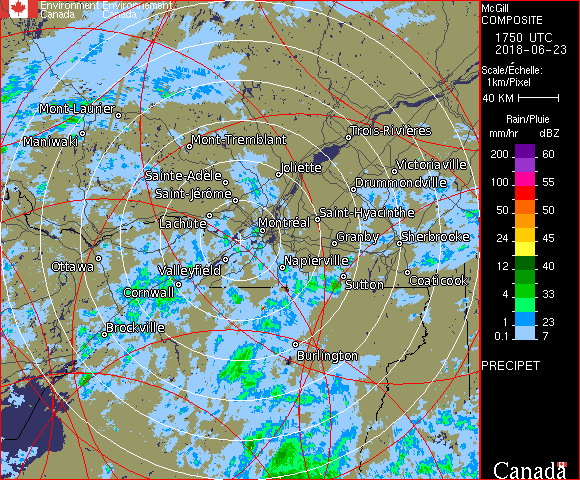 Environment Environnement
Canada Canada
McGill
COMPOSITE
1750 UTC
2018-06-23
Scale/Échelle:
1km/Pixel
40 KM
Rain/Pluie
mm/hr dBZ
200 60
100 55
50 50
24 45
12 40
4 33
1 23
0.1 7
PRECIPET
Canada
Mont-Laurier
Maniwaki
Mont-Tremblant
Trois-Rivières
Sainte-Adèle
Joliette
Victoriaville
Saint-Jérôme
Drummondville
Lachute
Montréal
Saint-Hyacinthe
Granby
Sherbrooke
Ottawa
Valleyfield
Napierville
Cornwall
Sutton
Coaticook
Brockville
Burlington